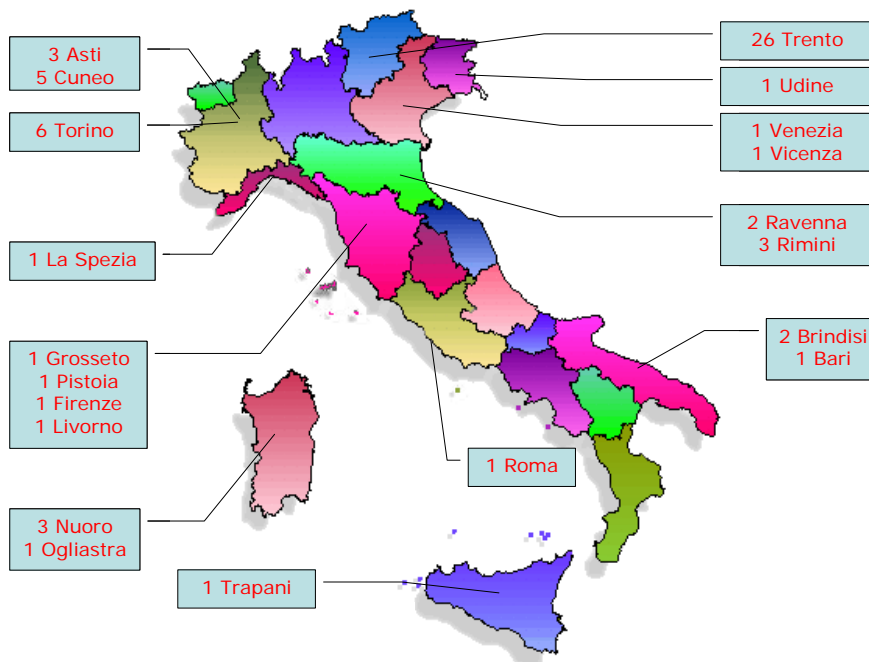 3 Asti
5 Cuneo
6 Torino
1 La Spezia
1 Grosseto
1 Pistoia
1 Firenze
1 Livorno
3 Nuoro
1 Ogliastra
26 Trento
1 Udine
1 Venezia
1 Vicenza
2 Ravenna
3 Rimini
2 Brindisi
1 Bari
1 Roma
1 Trapani